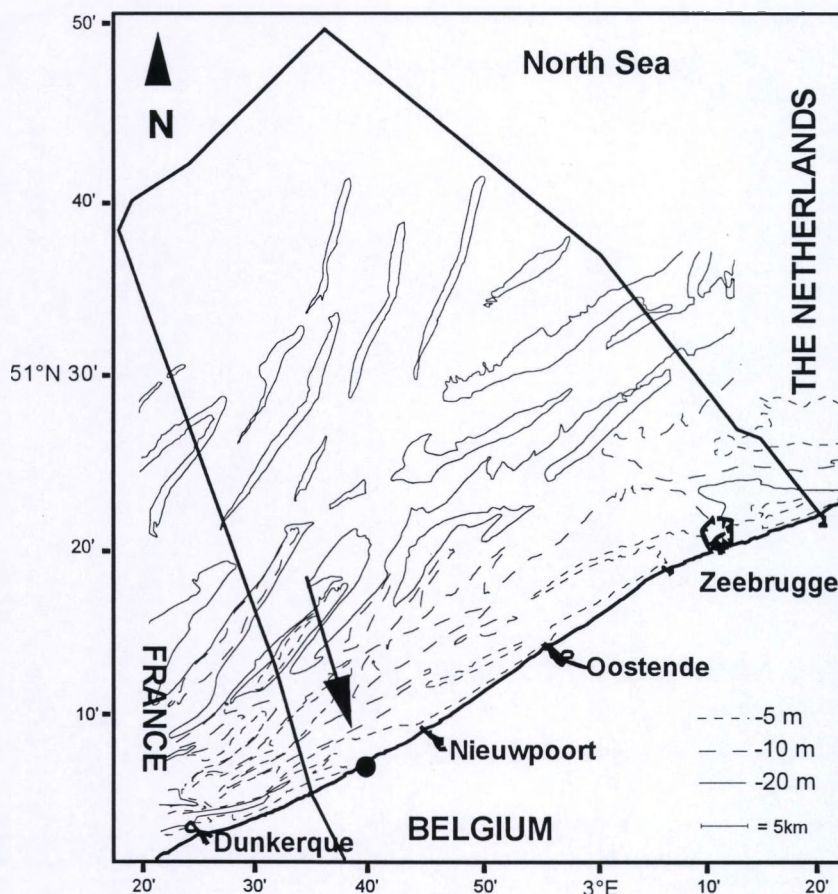 50'
North Sea
N
THE NETHERLANDS
40'
51°N 30'
20'
Zeebrugge
FRANCE
Oostende
10'
Nieuwpoort
-5 m
-10 m
-20 m
= 5km
BELGIUM
Dunkerque
20'
30'
40'
50'
3°E
10'
20'